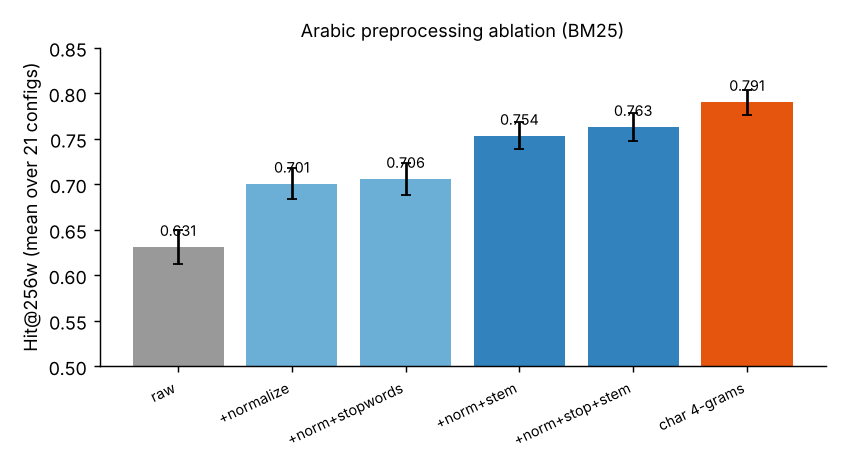 Arabic preprocessing ablation (BM25)
Hit@256w (mean over 21 configs)
0.85
0.80
0.75
0.70
0.65
0.60
0.55
0.50
0.631
0.701
0.706
0.754
0.763
0.791
raw
+normalize
+norm+stopwords
+norm+stem
+norm+stop+stem
char 4-grams